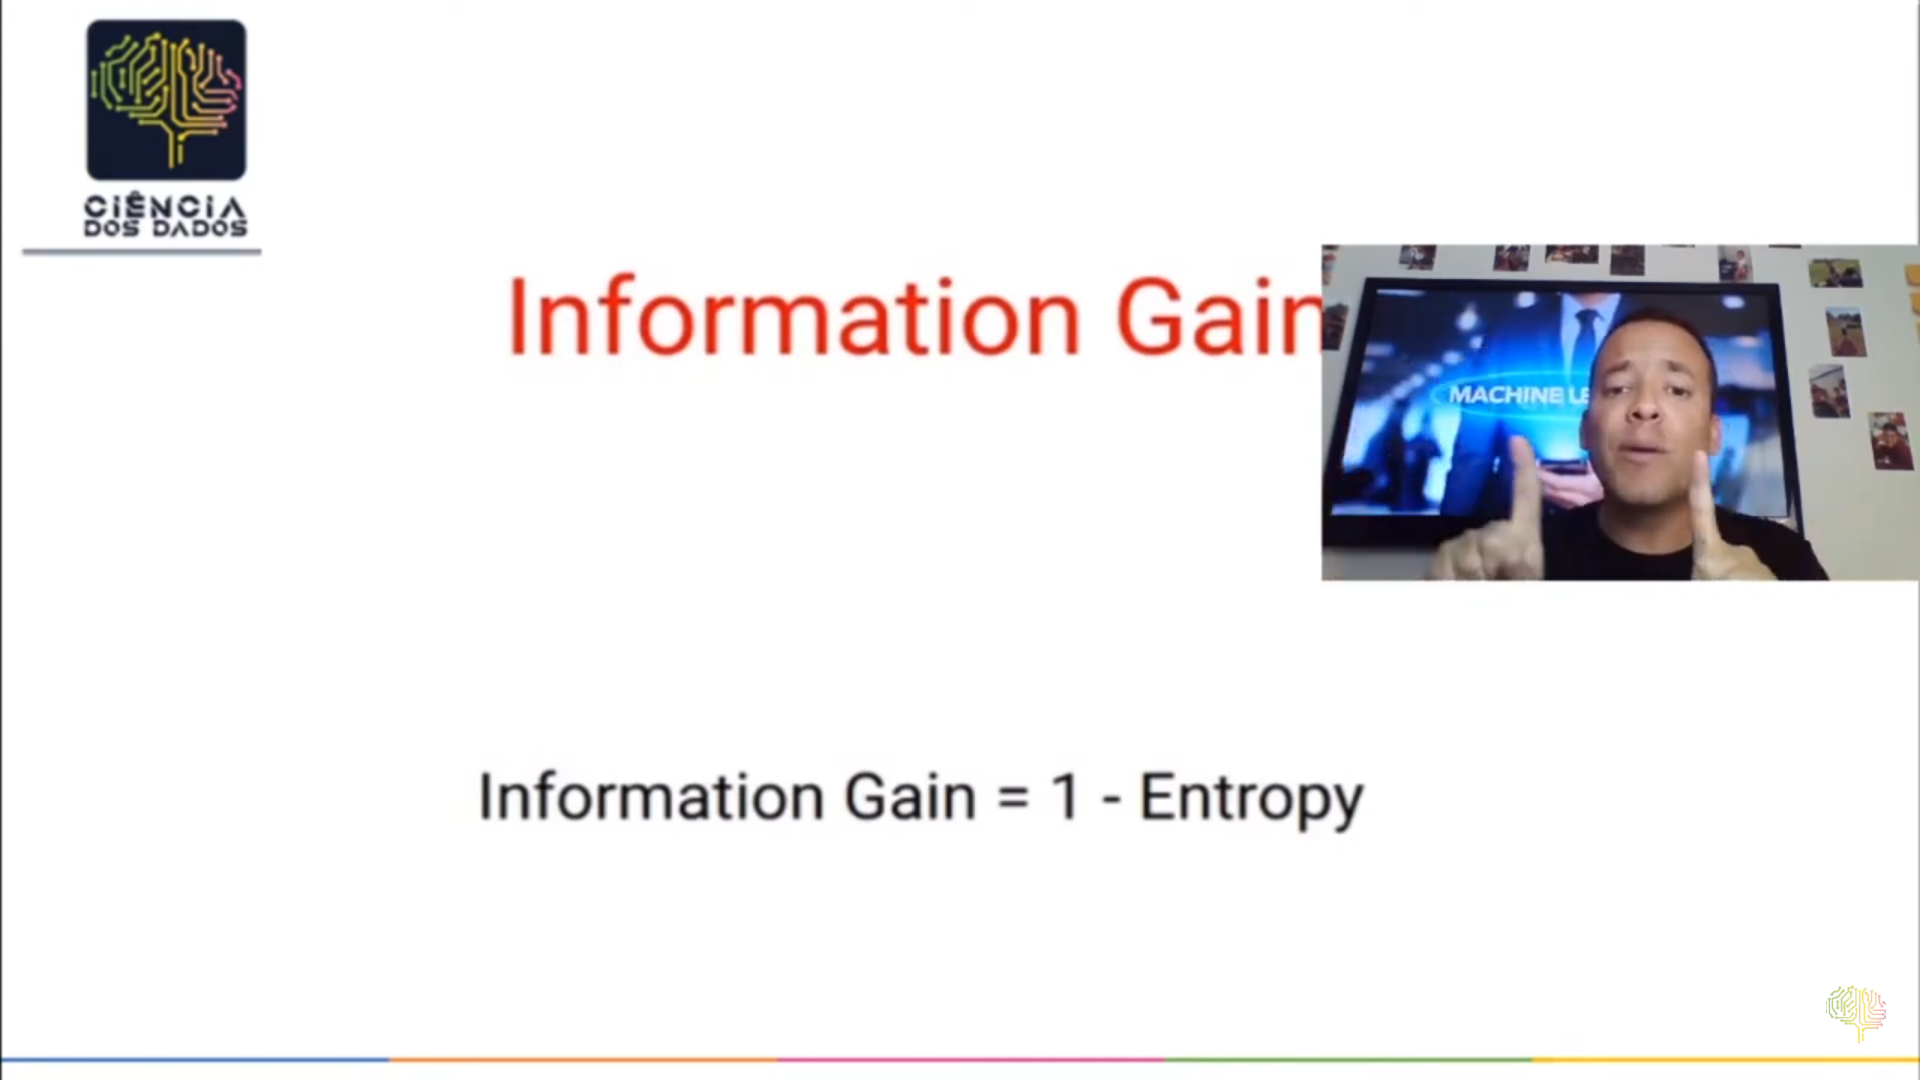 CIÊNCIA
DOS DADOS
Information Gain
MACHINE LE
Information Gain = 1 - Entropy